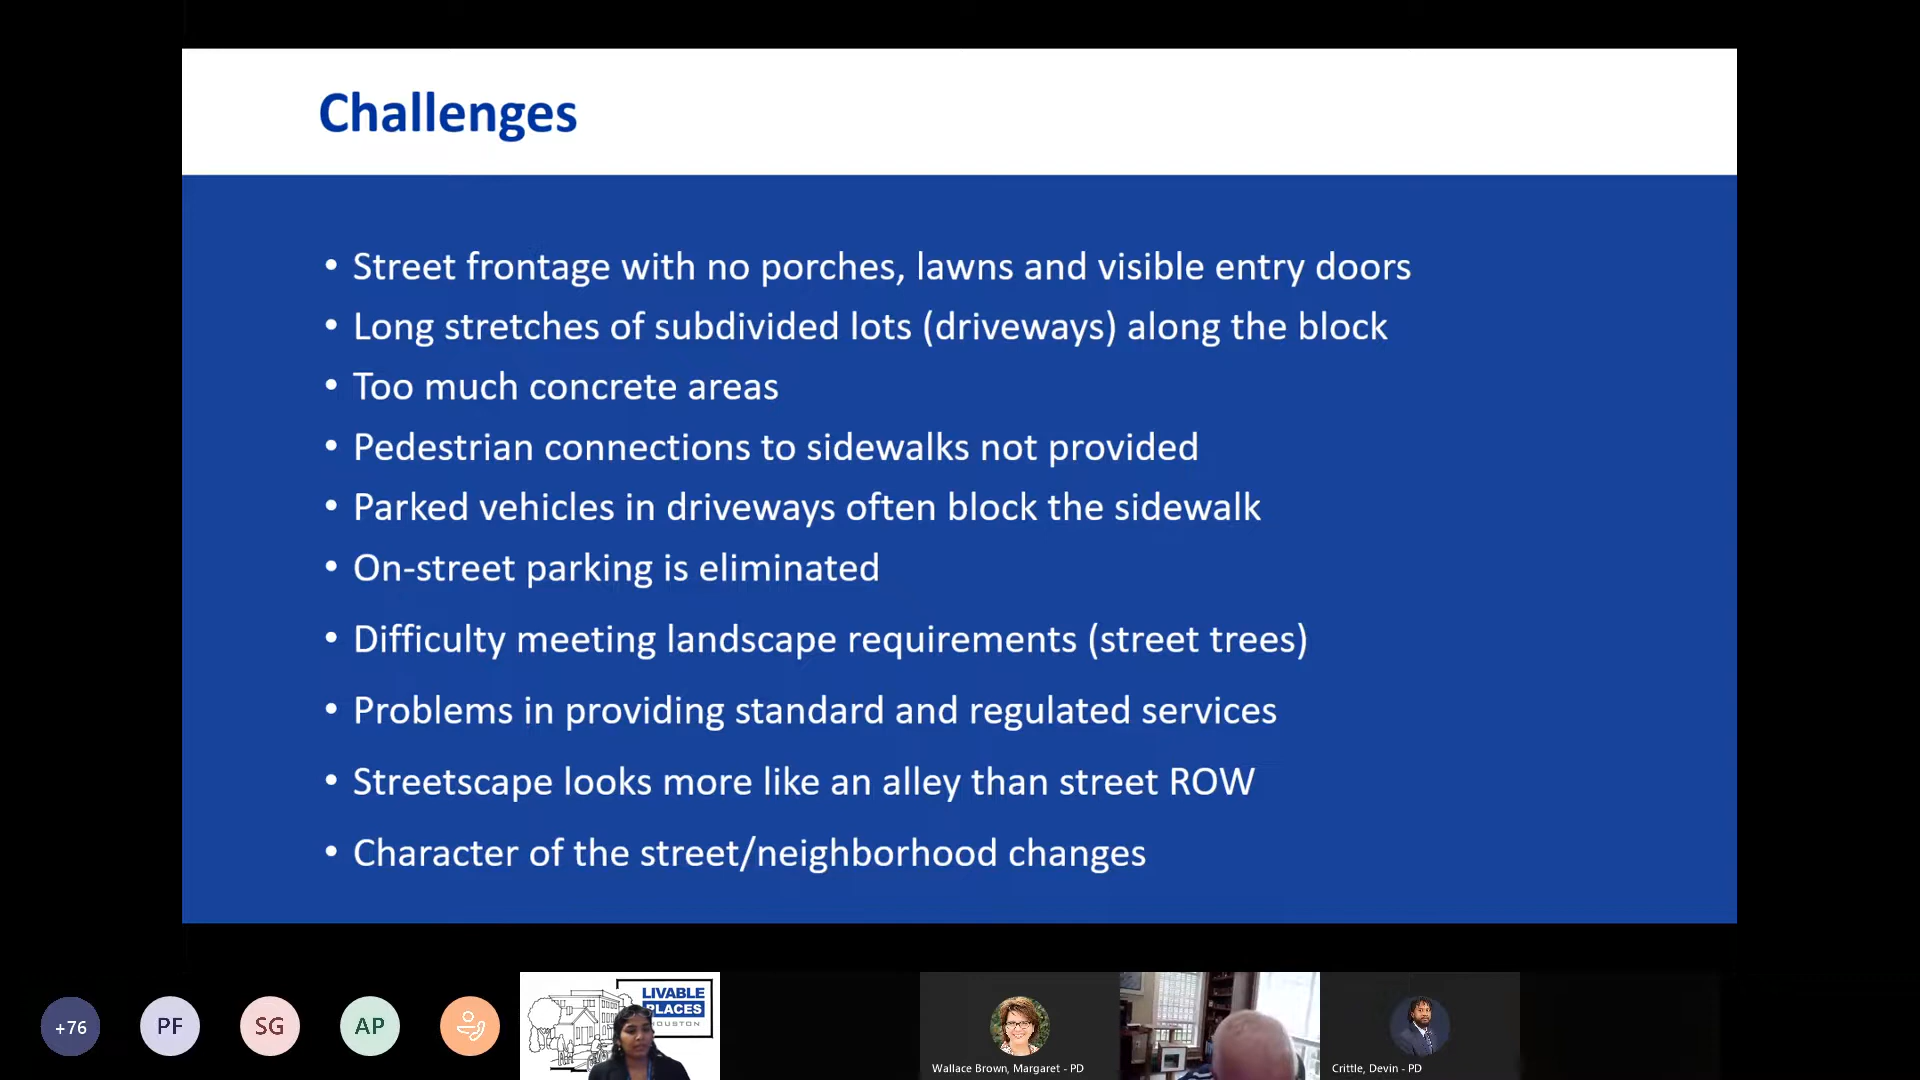 Challenges
• Street frontage with no porches, lawns and visible entry doors
• Long stretches of subdivided lots (driveways) along the block
• Too much concrete areas
• Pedestrian connections to sidewalks not provided
• Parked vehicles in driveways often block the sidewalk
• On-street parking is eliminated
• Difficulty meeting landscape requirements (street trees)
• Problems in providing standard and regulated services
• Streetscape looks more like an alley than street ROW
• Character of the street/neighborhood changes
+76
PF
SG
AP
LIVABLE
PLACES
HOUSTON
Wallace Brown, Margaret - PD
Crittle, Devin - PD